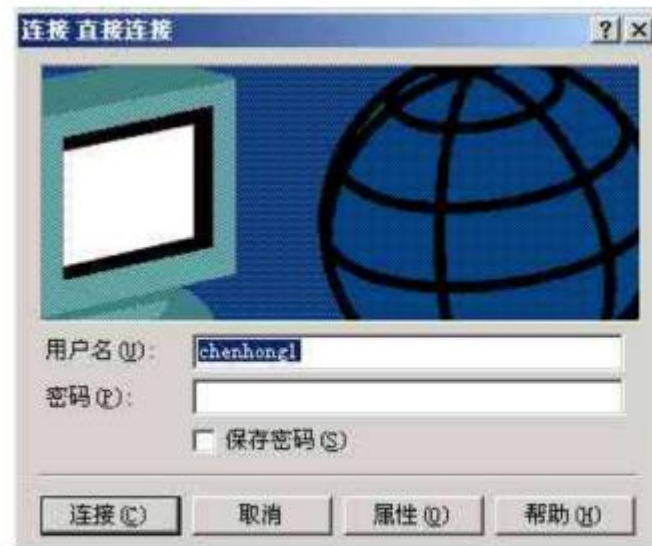 连接 直接连接
用户名(U):
chenhong1
密码(P):
保存密码(S)
连接(C) 取消 属性(O) 帮助(H)